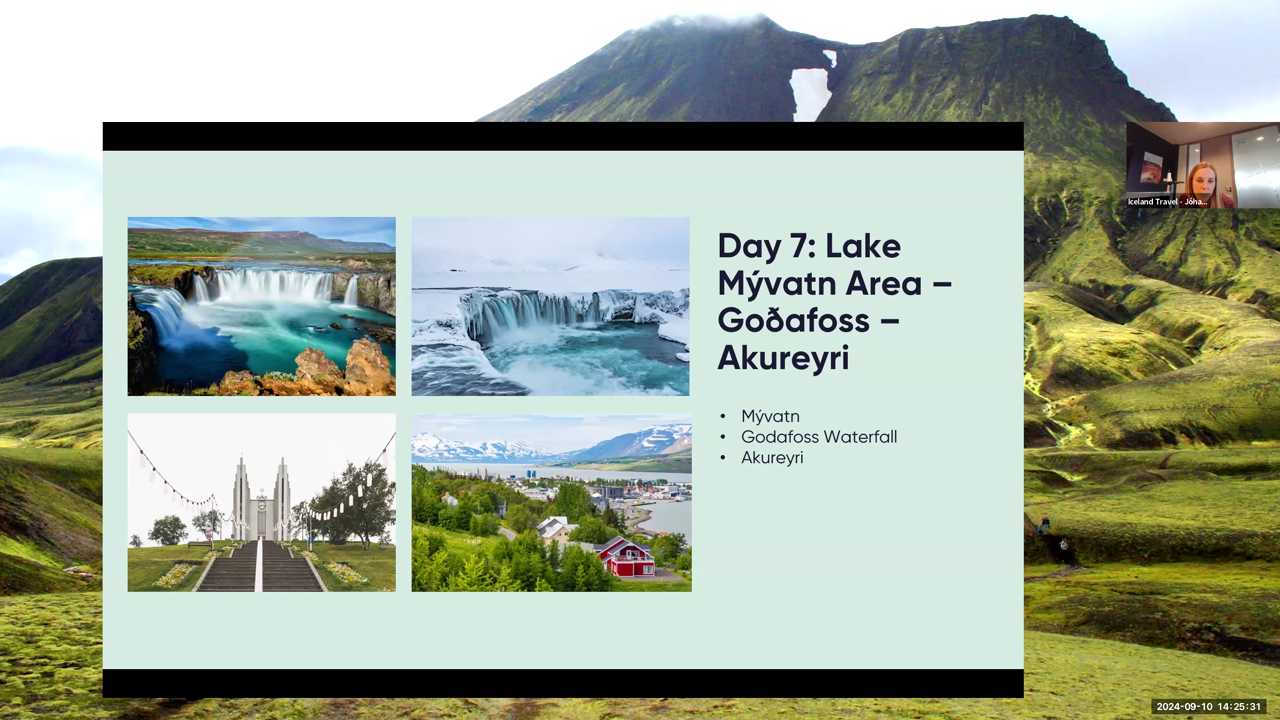 Day 7: Lake
Mývatn Area –
Goðafoss –
Akureyri
• Mývatn
• Godafoss Waterfall
• Akureyri
Iceland Travel - Jóha...
2024-09-10 14:25:31